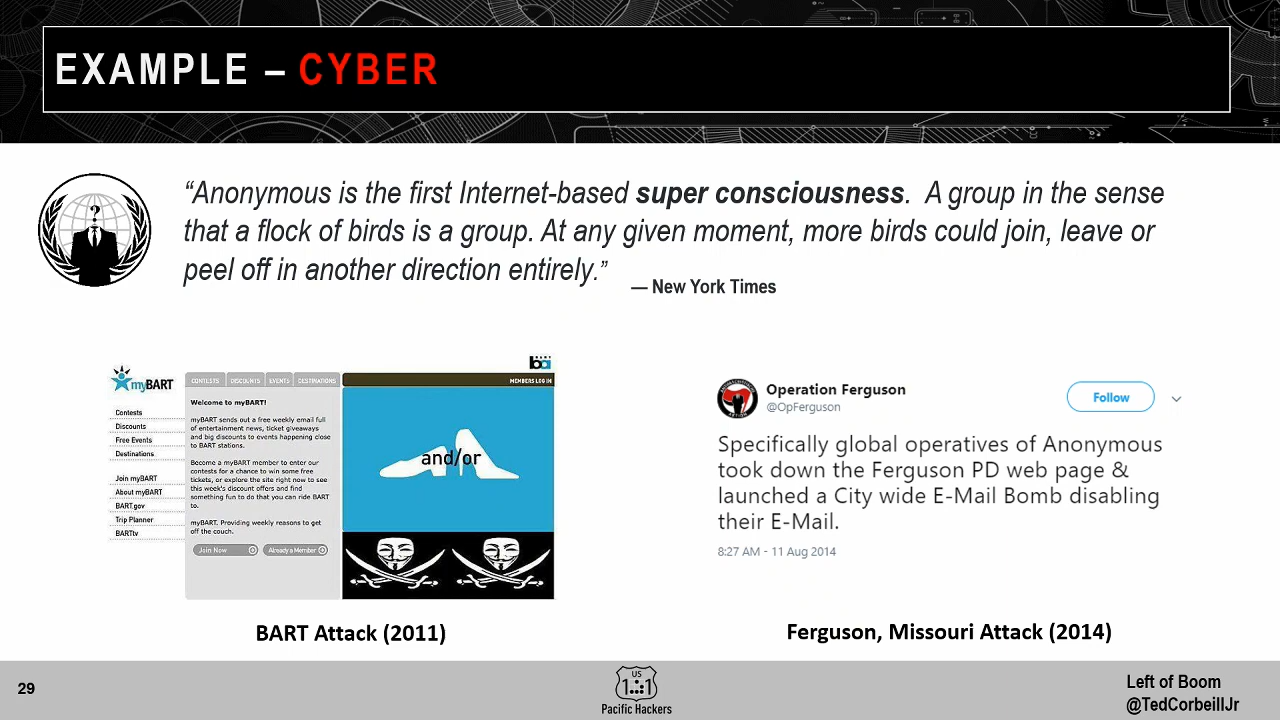 EXAMPLE – CYBER
“Anonymous is the first Internet-based super consciousness. A group in the sense
that a flock of birds is a group. At any given moment, more birds could join, leave or
peel off in another direction entirely.”
— New York Times
?
myBART
Contests
Discounts
Free Events
Destinations
Join myBART
About myBART
BART.gov
Trip Planner
BARTtv
CONTESTS DISCOUNTS EVENTS DESTINATIONS
MEMBERS LOG IN
Welcome to myBART!
myBART sends out a free weekly email full
of entertainment news, ticket giveaways
and big discounts to events happening close
to BART stations.
Become a myBART member to enter our
contests for a chance to win some free
tickets, or explore the site right now to see
this week's discount offers and find
something fun to do that you can ride BART
to.
myBART. Providing weekly reasons to get
off the couch.
Join Now
Already a Member
BART
ba
and/or
BART Attack (2011)
Operation Ferguson
@OpFerguson
Follow
Specifically global operatives of Anonymous
took down the Ferguson PD web page &
launched a City wide E-Mail Bomb disabling
their E-Mail.
8:27 AM - 11 Aug 2014
Ferguson, Missouri Attack (2014)
29
US
1 1
Pacific Hackers
Left of Boom
@TedCorbeillJr